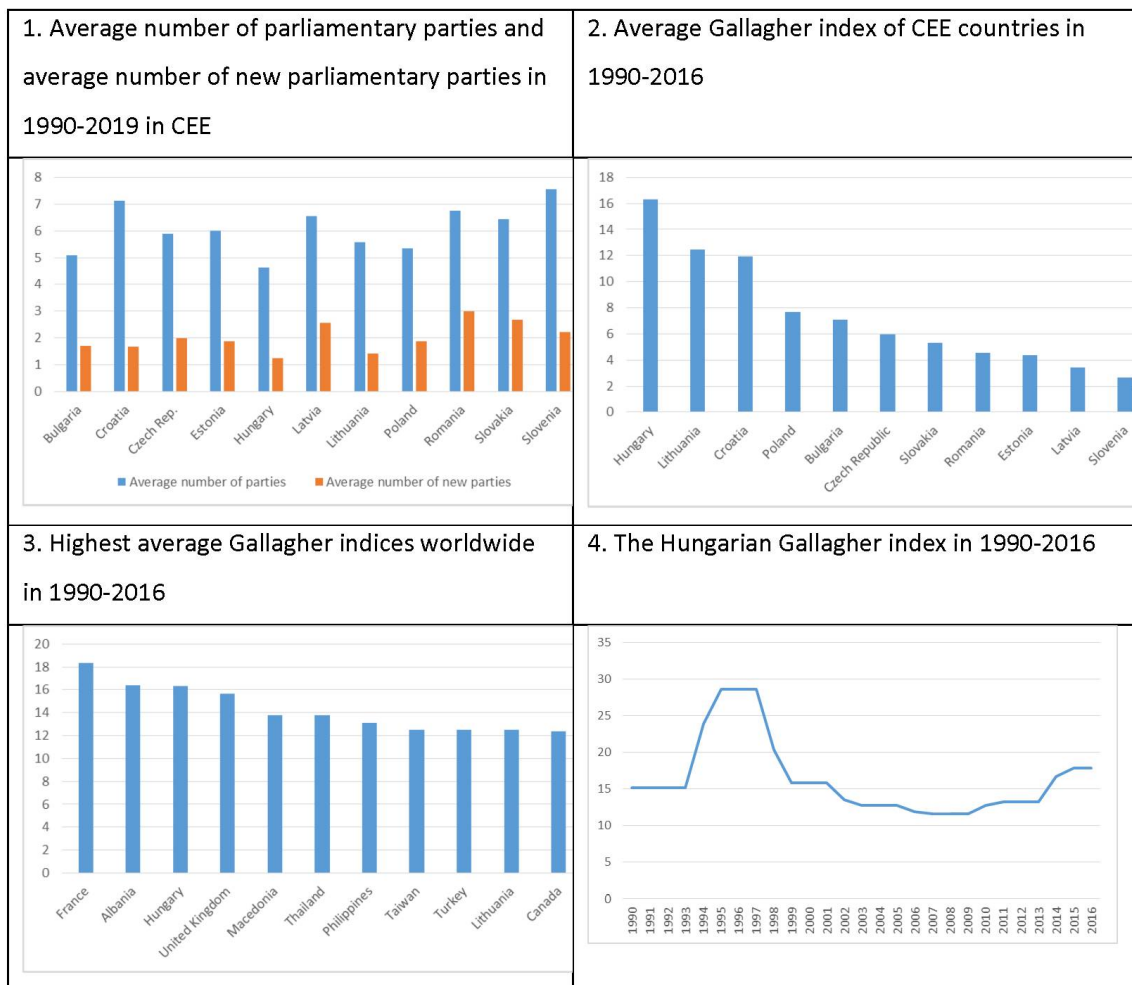 1. Average number of parliamentary parties and
average number of new parliamentary parties in
1990-2019 in CEE
2. Average Gallagher index of CEE countries in
1990-2016
8
7
6
5
4
3
2
1
0
Bulgaria
Croatia
Czech Rep.
Estonia
Hungary
Latvia
Lithuania
Poland
Romania
Slovakia
Slovenia
Average number of parties
Average number of new parties
18
16
14
12
10
8
6
4
2
0
Hungary
Lithuania
Croatia
Poland
Bulgaria
Czech Republic
Slovakia
Romania
Estonia
Latvia
Slovenia
3. Highest average Gallagher indices worldwide
in 1990-2016
4. The Hungarian Gallagher index in 1990-2016
20
18
16
14
12
10
8
6
4
2
0
France
Albania
Hungary
United Kingdom
Macedonia
Thailand
Philippines
Taiwan
Turkey
Lithuania
Canada
35
30
25
20
15
10
5
0
1990
1991
1992
1993
1994
1995
1996
1997
1998
1999
2000
2001
2002
2003
2004
2005
2006
2007
2008
2009
2010
2011
2012
2013
2014
2015
2016